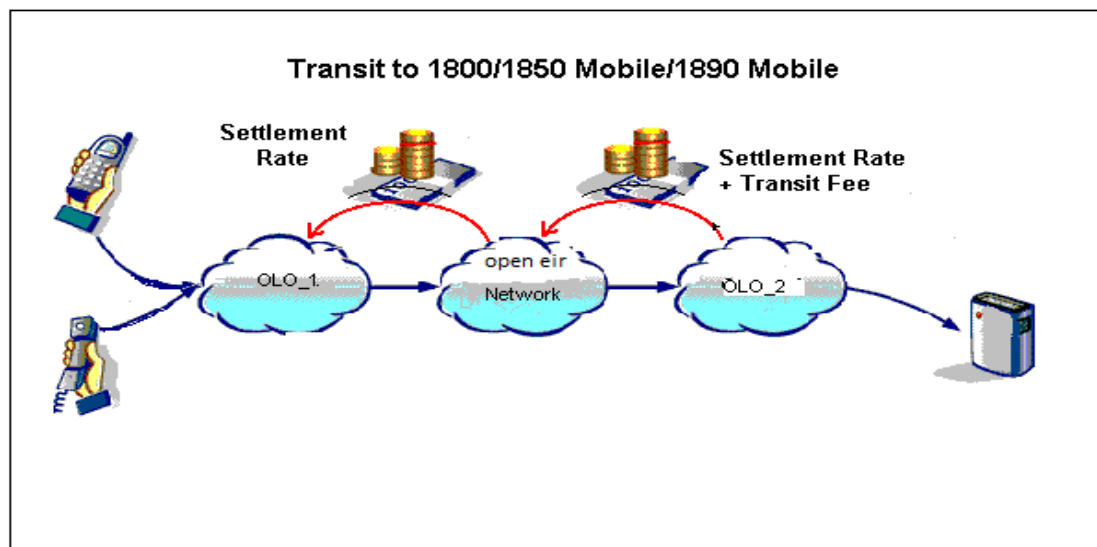 Transit to 1800/1850 Mobile/1890 Mobile
Settlement
Rate
Settlement Rate
+ Transit Fee
OLO_1
open eir
Network
OLO_2